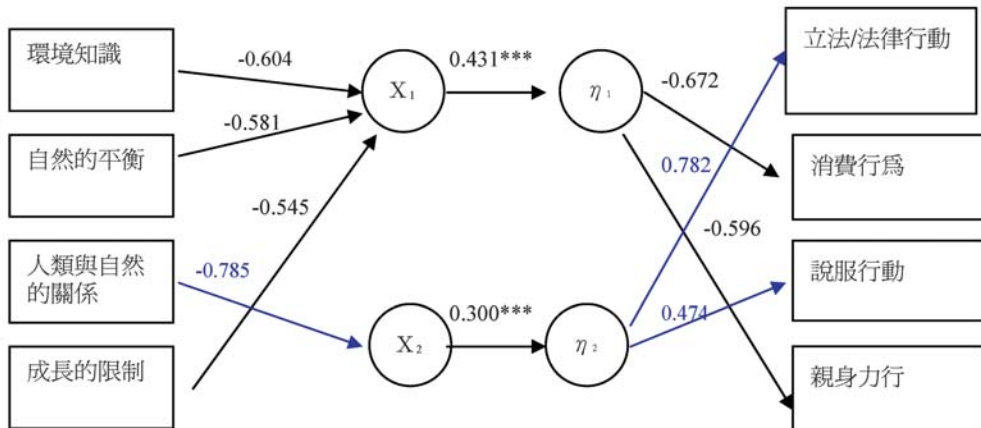 環境知識
自然的平衡
人類與自然
的關係
成長的限制
-0.604
-0.581
-0.545
-0.785
X₁
X₂
0.431***
0.300***
η₁
η₂
-0.672
0.782
-0.596
0.474
立法/法律行動
消費行爲
說服行動
親身力行